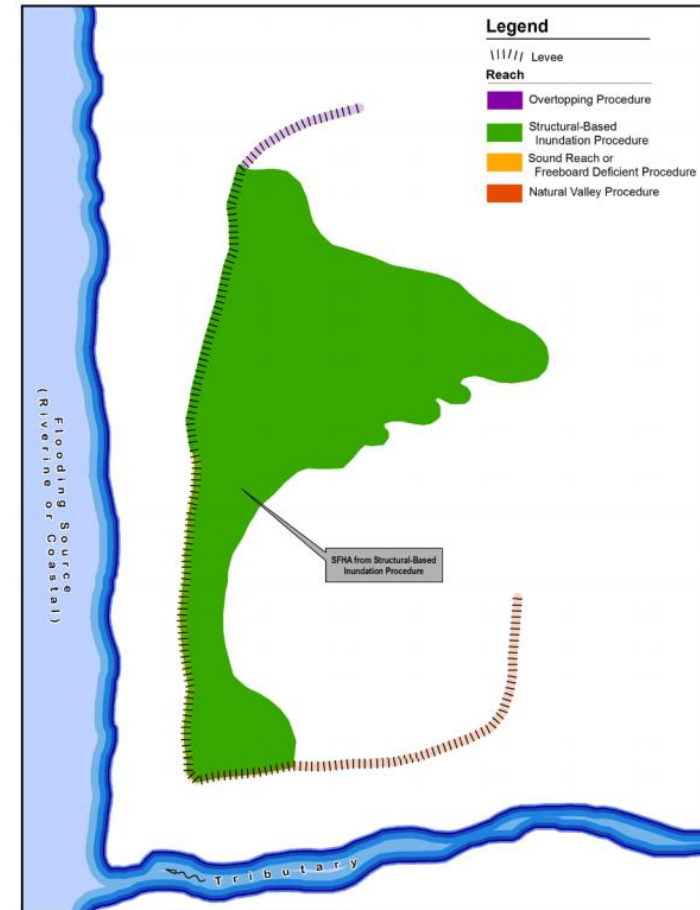 Legend
Levee
Reach
Overtopping Procedure
Structural-Based
Inundation Procedure
Sound Reach or
Freeboard Deficient Procedure
Natural Valley Procedure
Flooding Source
(Riverine or Coastal)
SFHA from Structural-Based
Inundation Procedure
Tributary